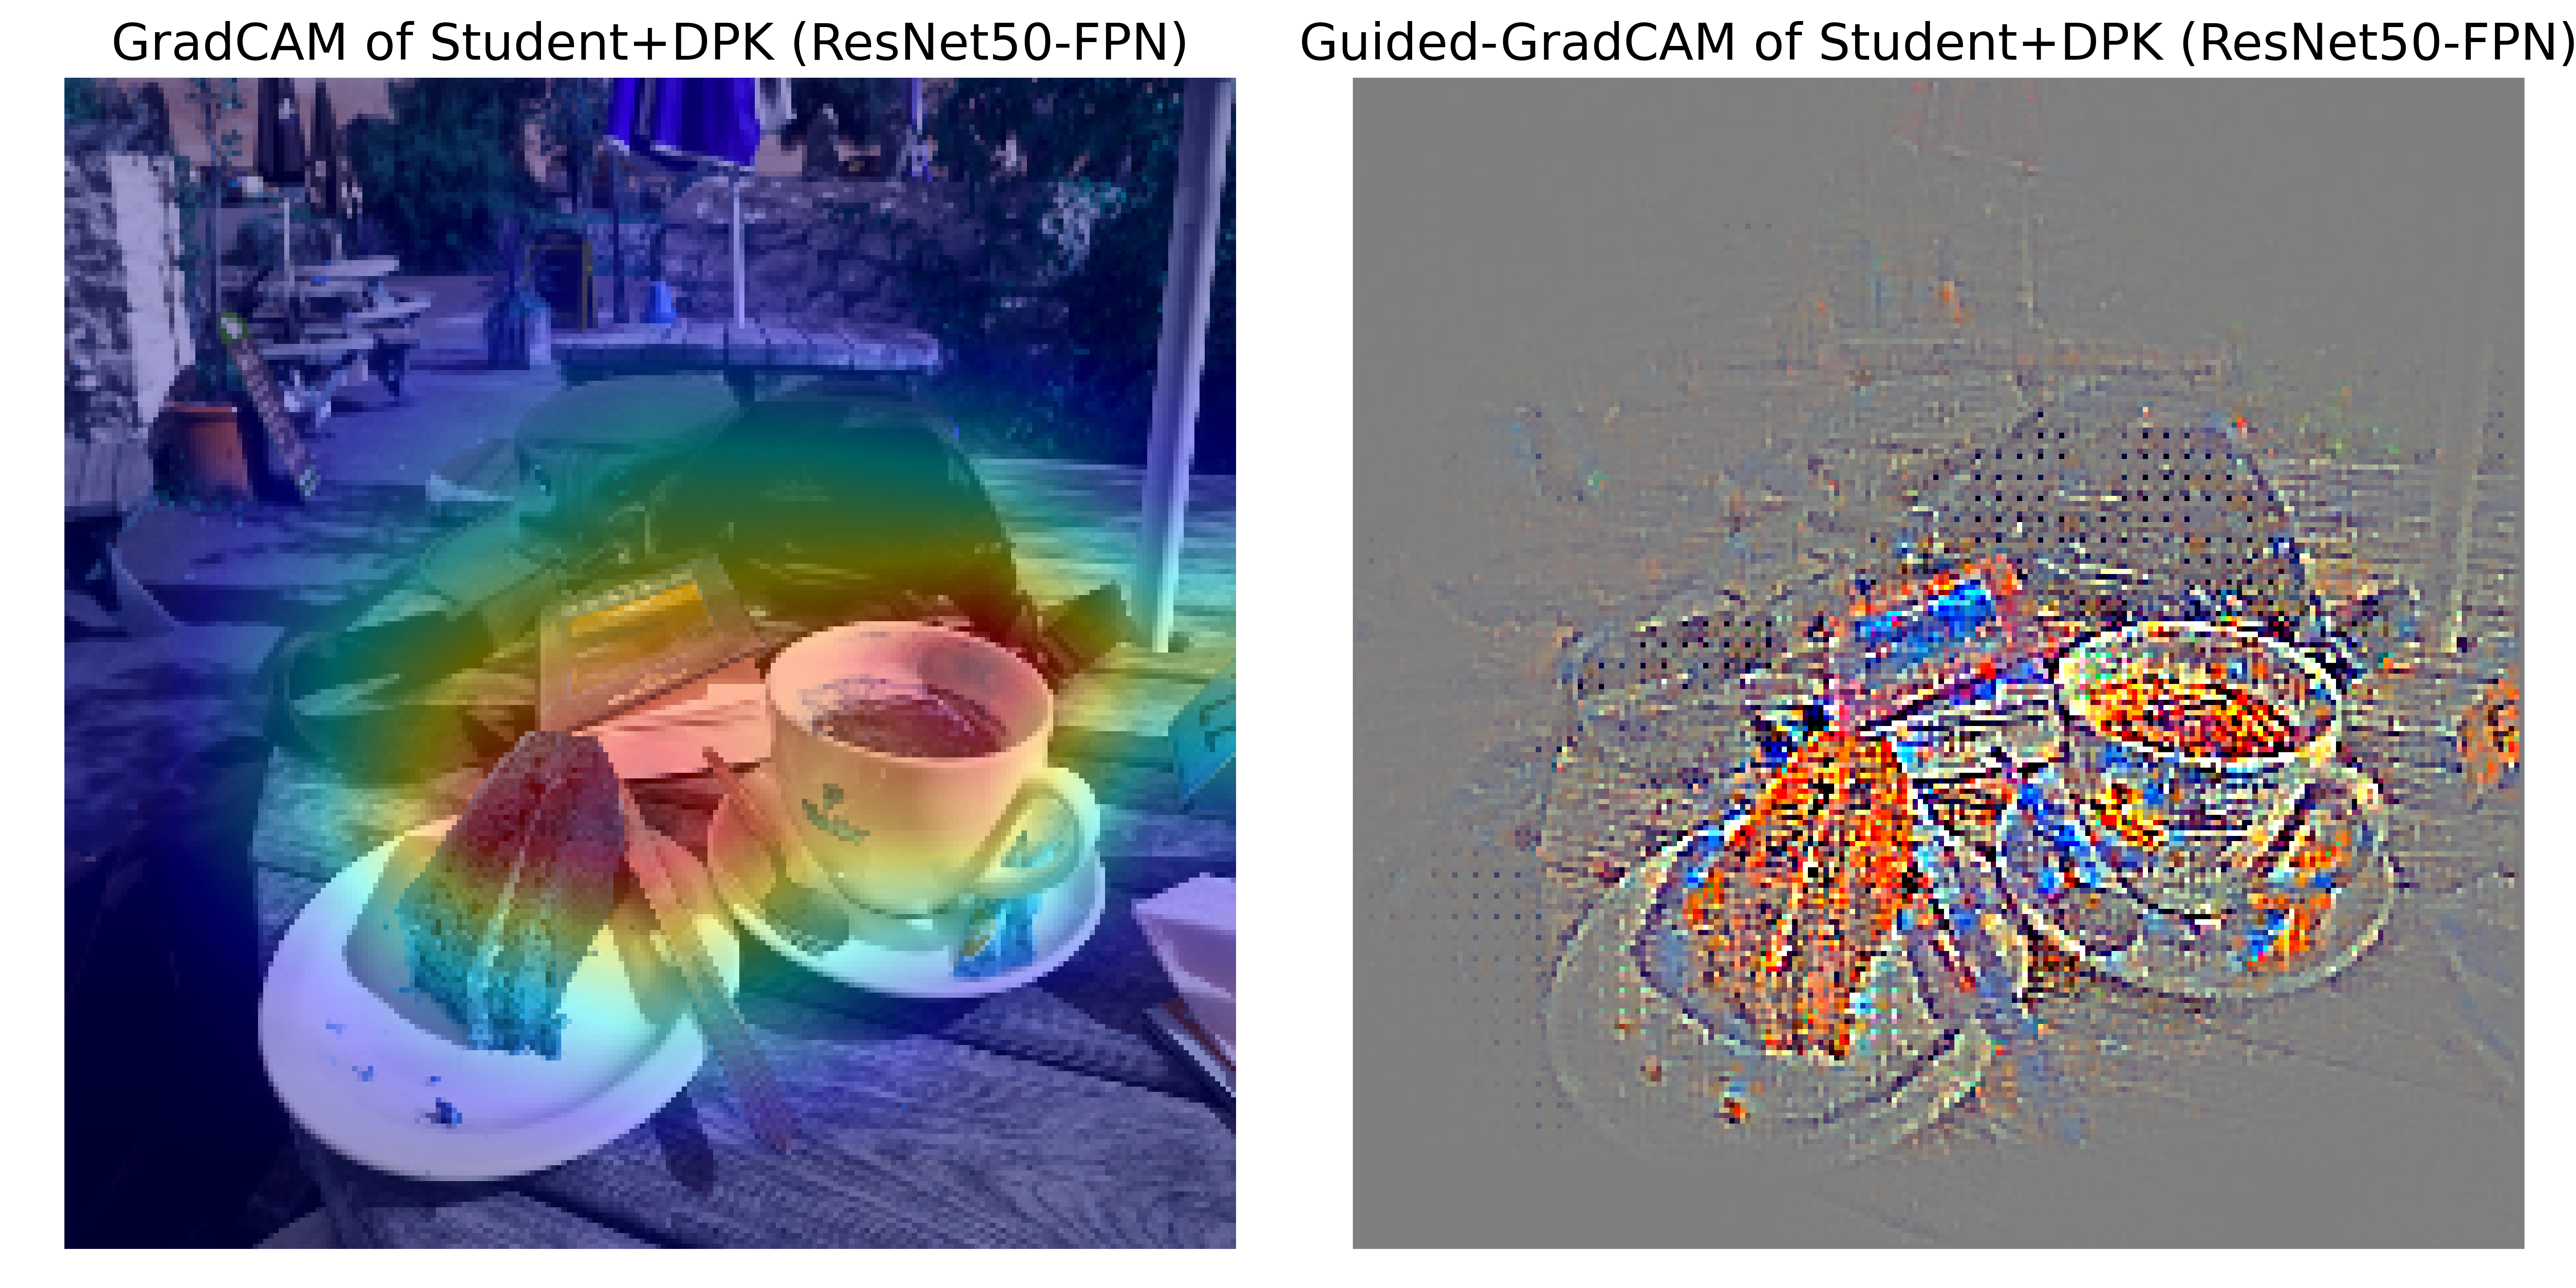 GradCAM of Student+DPK (ResNet50-FPN)
Guided-GradCAM of Student+DPK (ResNet50-FPN)